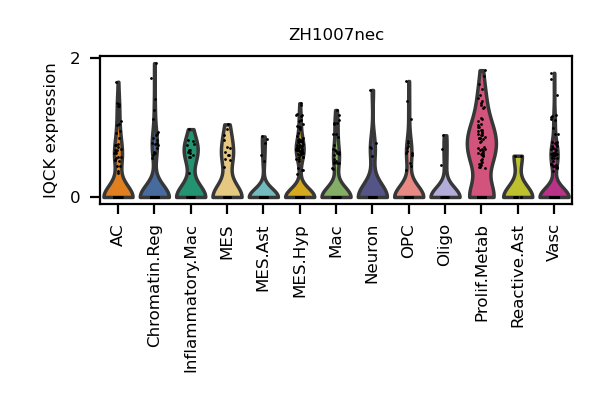 ZH1007nec
IQCK expression
2
0
AC
Chromatin.Reg
Inflammatory.Mac
MES
MES.Ast
MES.Hyp
Mac
Neuron
OPC
Oligo
Prolif.Metab
Reactive.Ast
Vasc